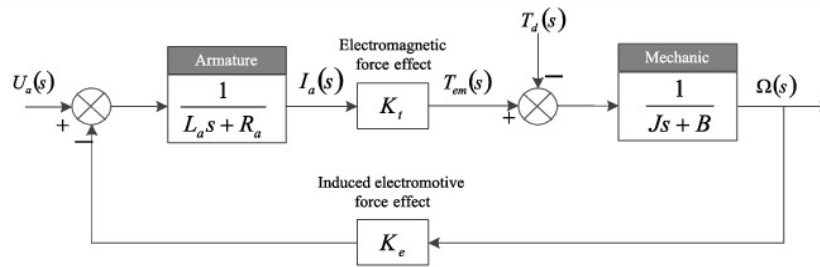 T_d(s)
Electromagnetic
force effect
Armature
Mechanic
U_a(s)
I_a(s)
T_em(s)
Ω(s)
1
L_a s + R_a
K_t
1
Js + B
+
−
+
−
Induced electromotive
force effect
K_e